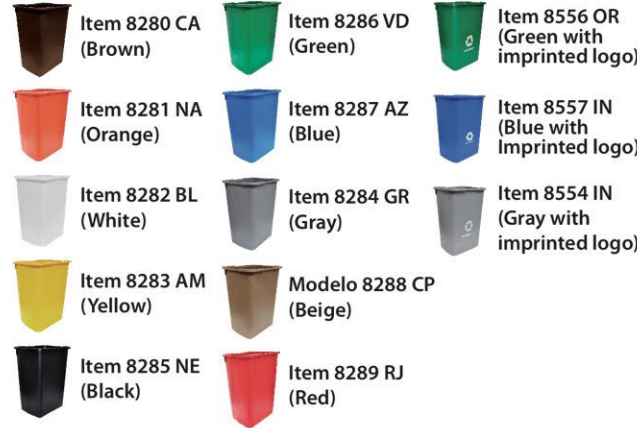 Item 8280 CA
(Brown)
Item 8281 NA
(Orange)
Item 8282 BL
(White)
Item 8283 AM
(Yellow)
Item 8285 NE
(Black)
Item 8286 VD
(Green)
Item 8287 AZ
(Blue)
Item 8284 GR
(Gray)
Modelo 8288 CP
(Beige)
Item 8289 RJ
(Red)
Item 8556 OR
(Green with
imprinted logo)
Item 8557 IN
(Blue with
Imprinted logo)
Item 8554 IN
(Gray with
imprinted logo)